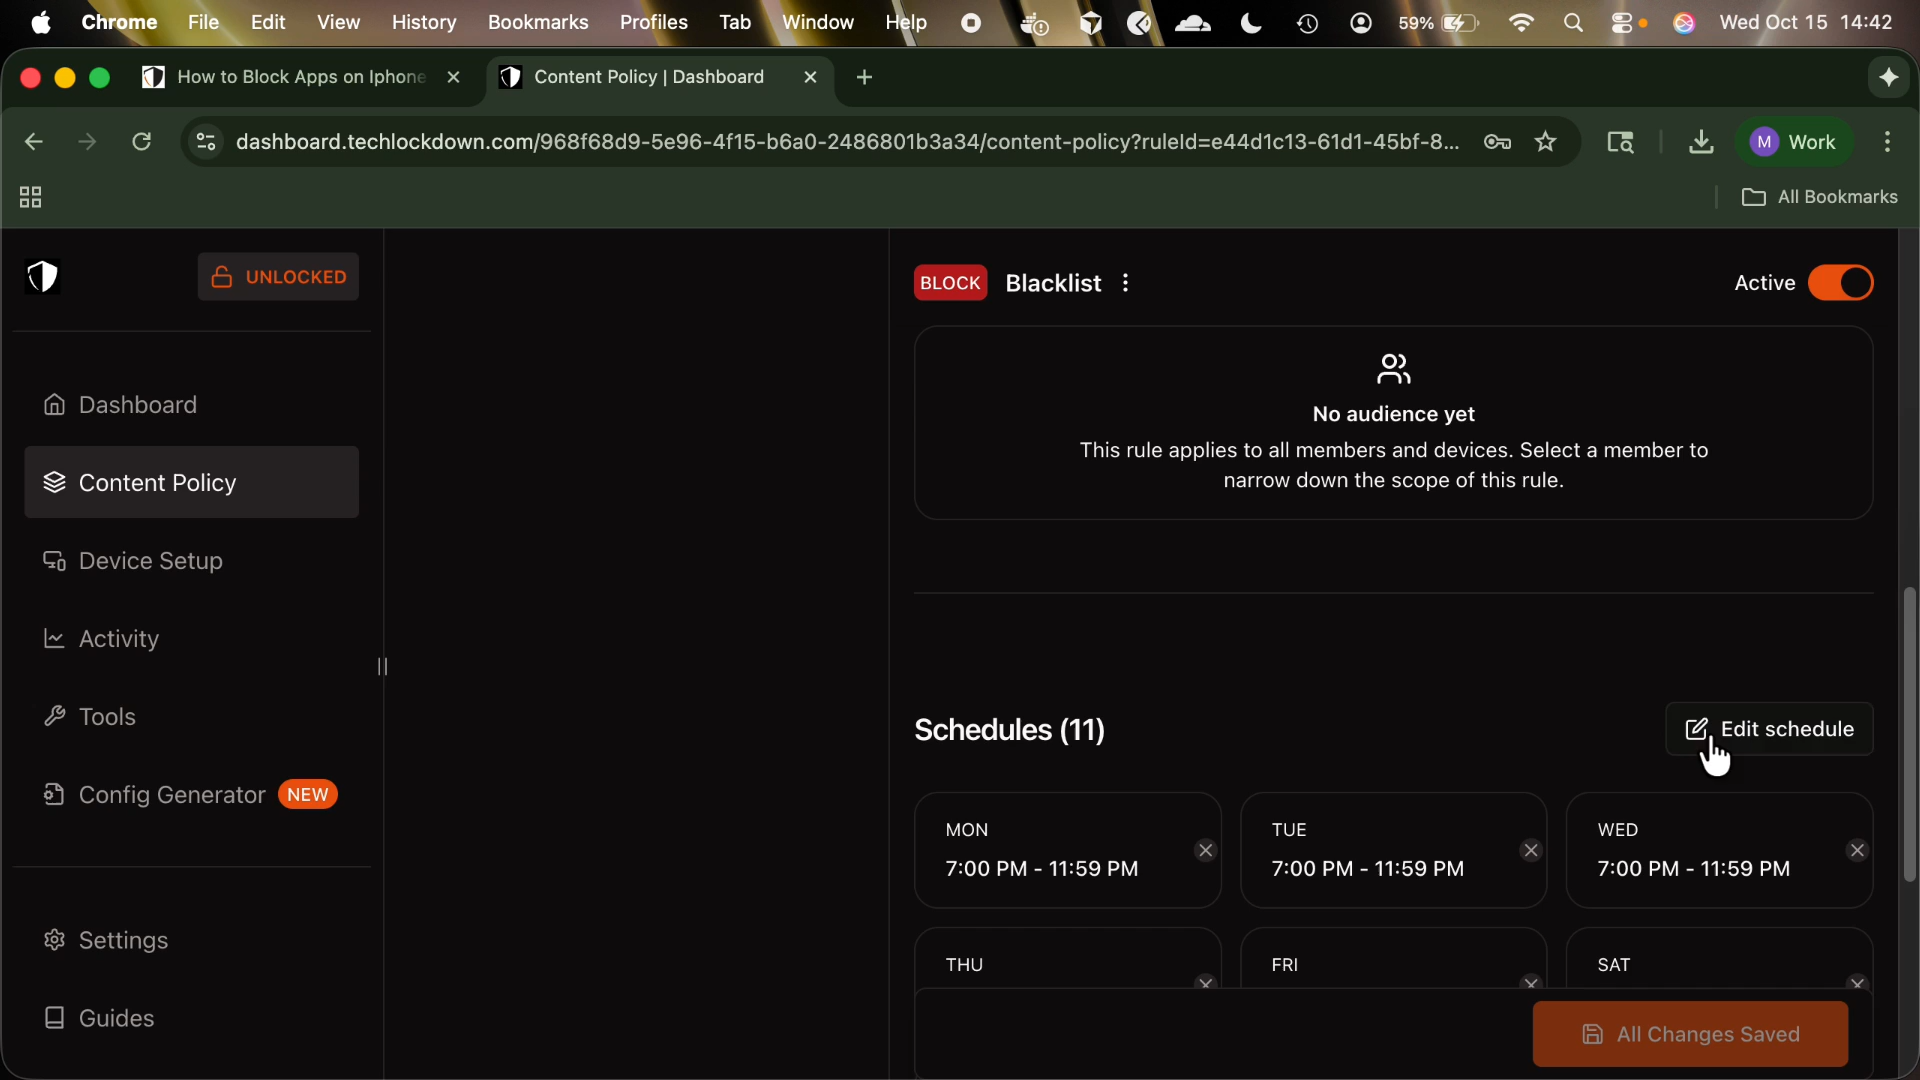 Chrome File Edit View History Bookmarks Profiles Tab Window Help 59% Wed Oct 15 14:42
How to Block Apps on Iphone
Content Policy | Dashboard
dashboard.techlockdown.com/968f68d9-5e96-4f15-b6a0-2486801b3a34/content-policy?ruleId=e44d1c13-61d1-45bf-8...
M Work
All Bookmarks
UNLOCKED
Dashboard
Content Policy
Device Setup
Activity
Tools
Config Generator NEW
Settings
Guides
BLOCK Blacklist
Active
No audience yet
This rule applies to all members and devices. Select a member to
narrow down the scope of this rule.
Schedules (11)
Edit schedule
MON
7:00 PM - 11:59 PM
TUE
7:00 PM - 11:59 PM
WED
7:00 PM - 11:59 PM
THU
FRI
SAT
All Changes Saved